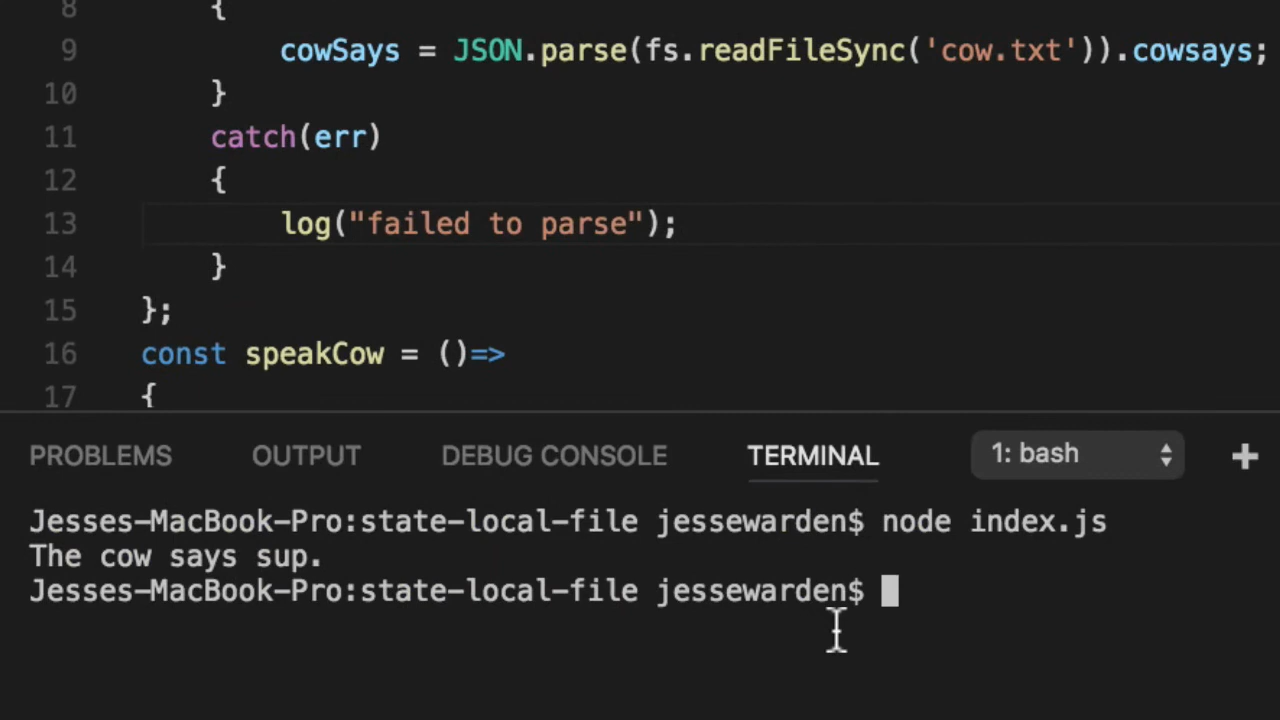 8 {
9 cowSays = JSON.parse(fs.readFileSync('cow.txt')).cowsays;
10 }
11 catch(err)
12 {
13 log("failed to parse");
14 }
15 };
16 const speakCow = ()=>
17 {
PROBLEMS OUTPUT DEBUG CONSOLE TERMINAL 1: bash +
Jesses-MacBook-Pro:state-local-file jessewarden$ node index.js
The cow says sup.
Jesses-MacBook-Pro:state-local-file jessewarden$